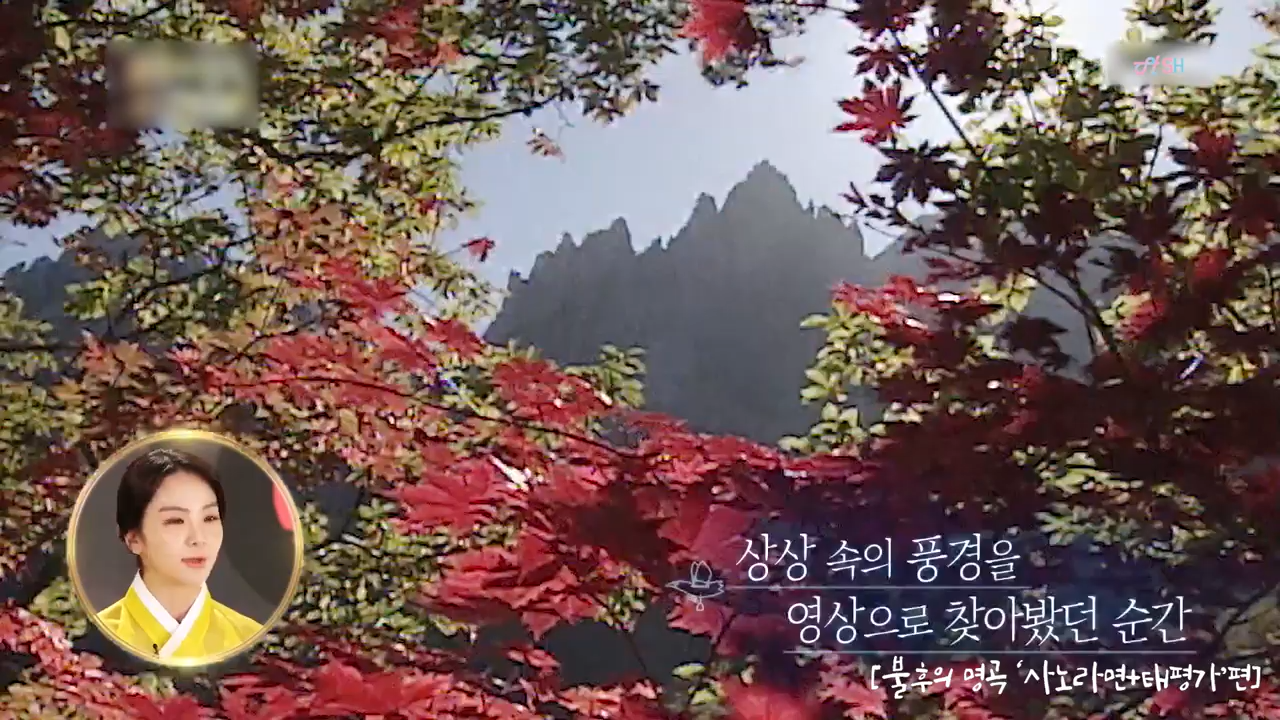 상상 속의 풍경을
영상으로 찾아봤던 순간
[불후의 명곡 '사노라면+태평가'편]